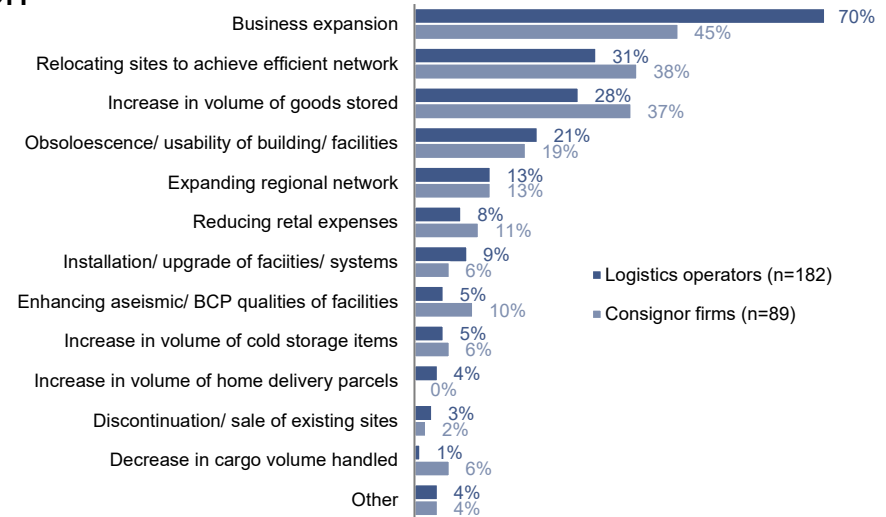 Business expansion
70%
45%
Relocating sites to achieve efficient network
31%
38%
Increase in volume of goods stored
28%
37%
Obsoloescence/ usability of building/ facilities
21%
19%
Expanding regional network
13%
13%
Reducing retal expenses
8%
11%
Installation/ upgrade of faciities/ systems
9%
6%
Logistics operators (n=182)
Enhancing aseismic/ BCP qualities of facilities
5%
10%
Consignor firms (n=89)
Increase in volume of cold storage items
5%
6%
Increase in volume of home delivery parcels
4%
0%
Discontinuation/ sale of existing sites
3%
2%
Decrease in cargo volume handled
1%
6%
Other
4%
4%